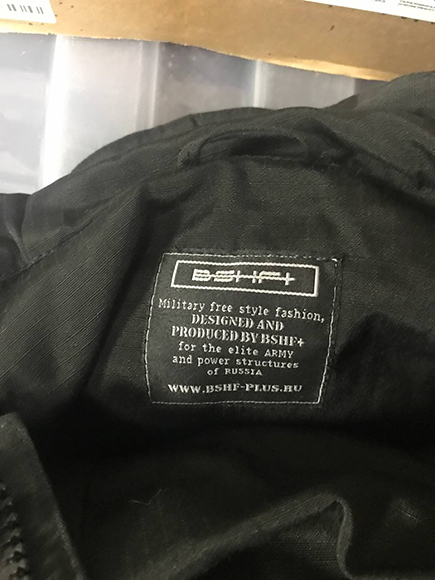 BSHF+
Military free style fashion,
DESIGNED AND
PRODUCED BY BSHF+
for the elite ARMY
and power structures
of RUSSIA
WWW.BSHF-PLUS.RU